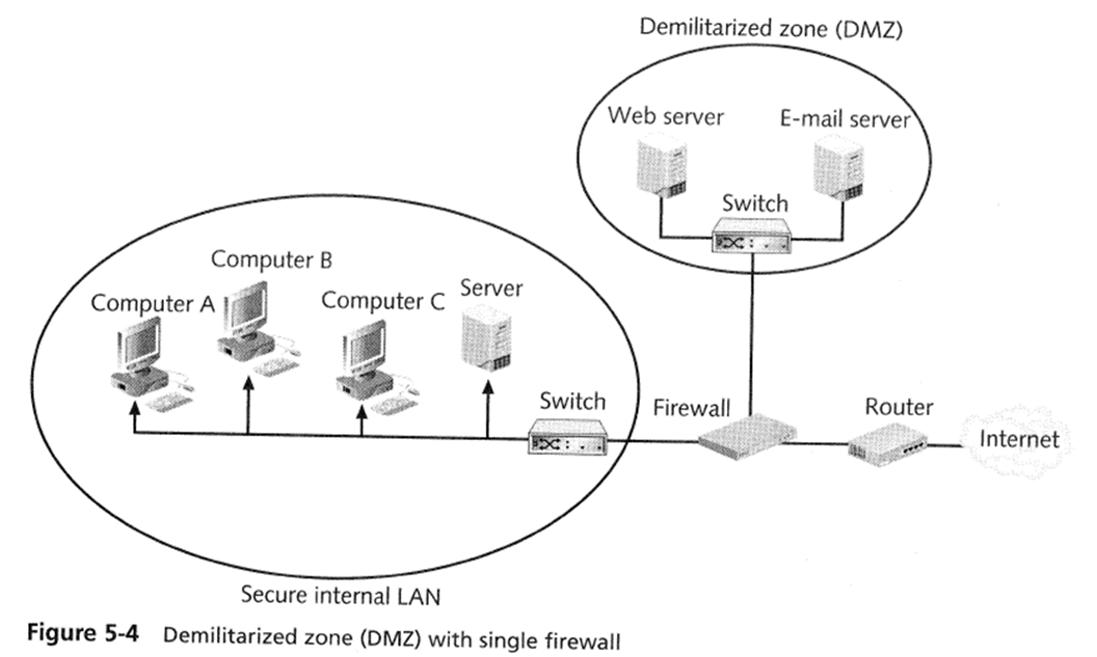 Demilitarized zone (DMZ)
Web server
E-mail server
Switch
Computer B
Computer A
Computer C
Server
Switch
Firewall
Router
Internet
Secure internal LAN
Figure 5-4 Demilitarized zone (DMZ) with single firewall